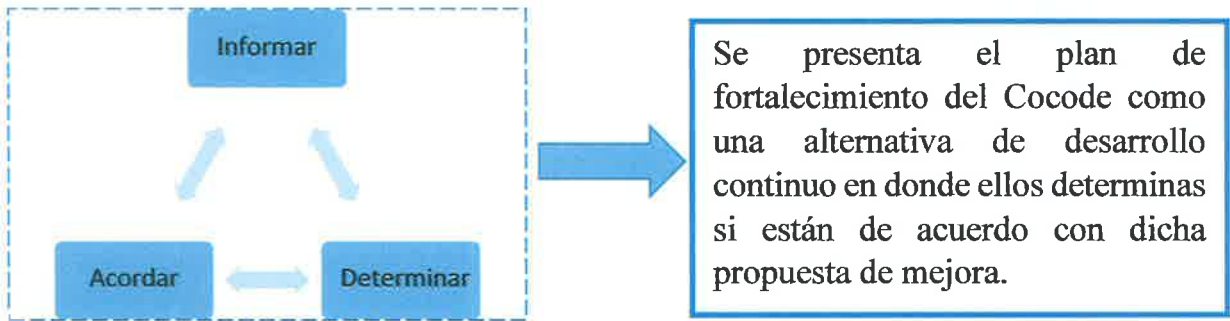 Informar
Acordar
Determinar
Se presenta el plan de
fortalecimiento del Cocode como
una alternativa de desarrollo
continuo en donde ellos determinas
si están de acuerdo con dicha
propuesta de mejora.